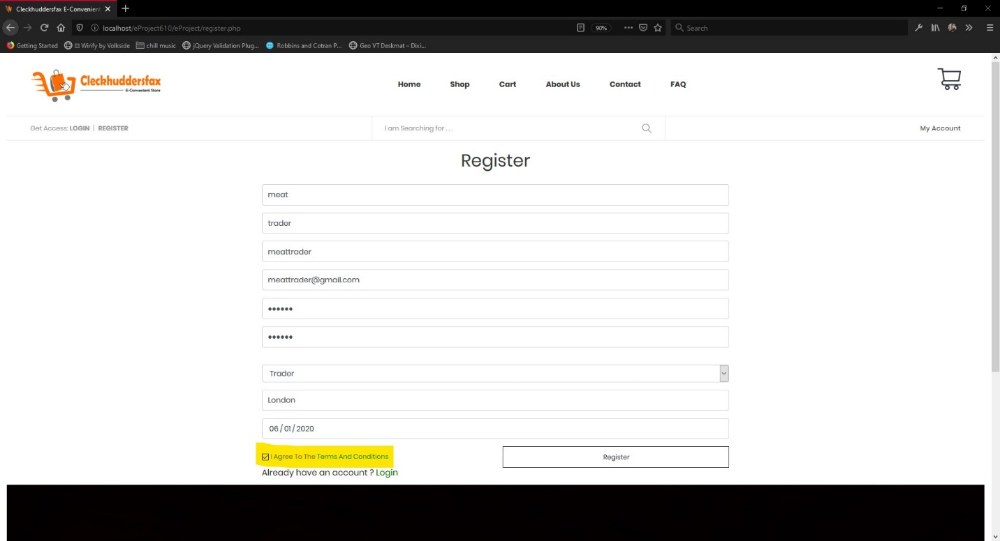 Cleckhuddersfax E-Convenient
localhost/eProject610/eProject/register.php
90%
Search
Getting Started
Wirify by Volkside
chill music
jQuery Validation Plug...
Robbins and Cotran P...
Geo VT Deskmat – Dixi...
Cleckhuddersfax
E-Convenient Store
Home
Shop
Cart
About Us
Contact
FAQ
Get Access: LOGIN | REGISTER
I am Searching for . . .
My Account
Register
meat
trader
meattrader
meattrader@gmail.com
••••••
••••••
Trader
London
06 / 01 / 2020
I Agree To The Terms And Conditions
Register
Already have an account ? Login